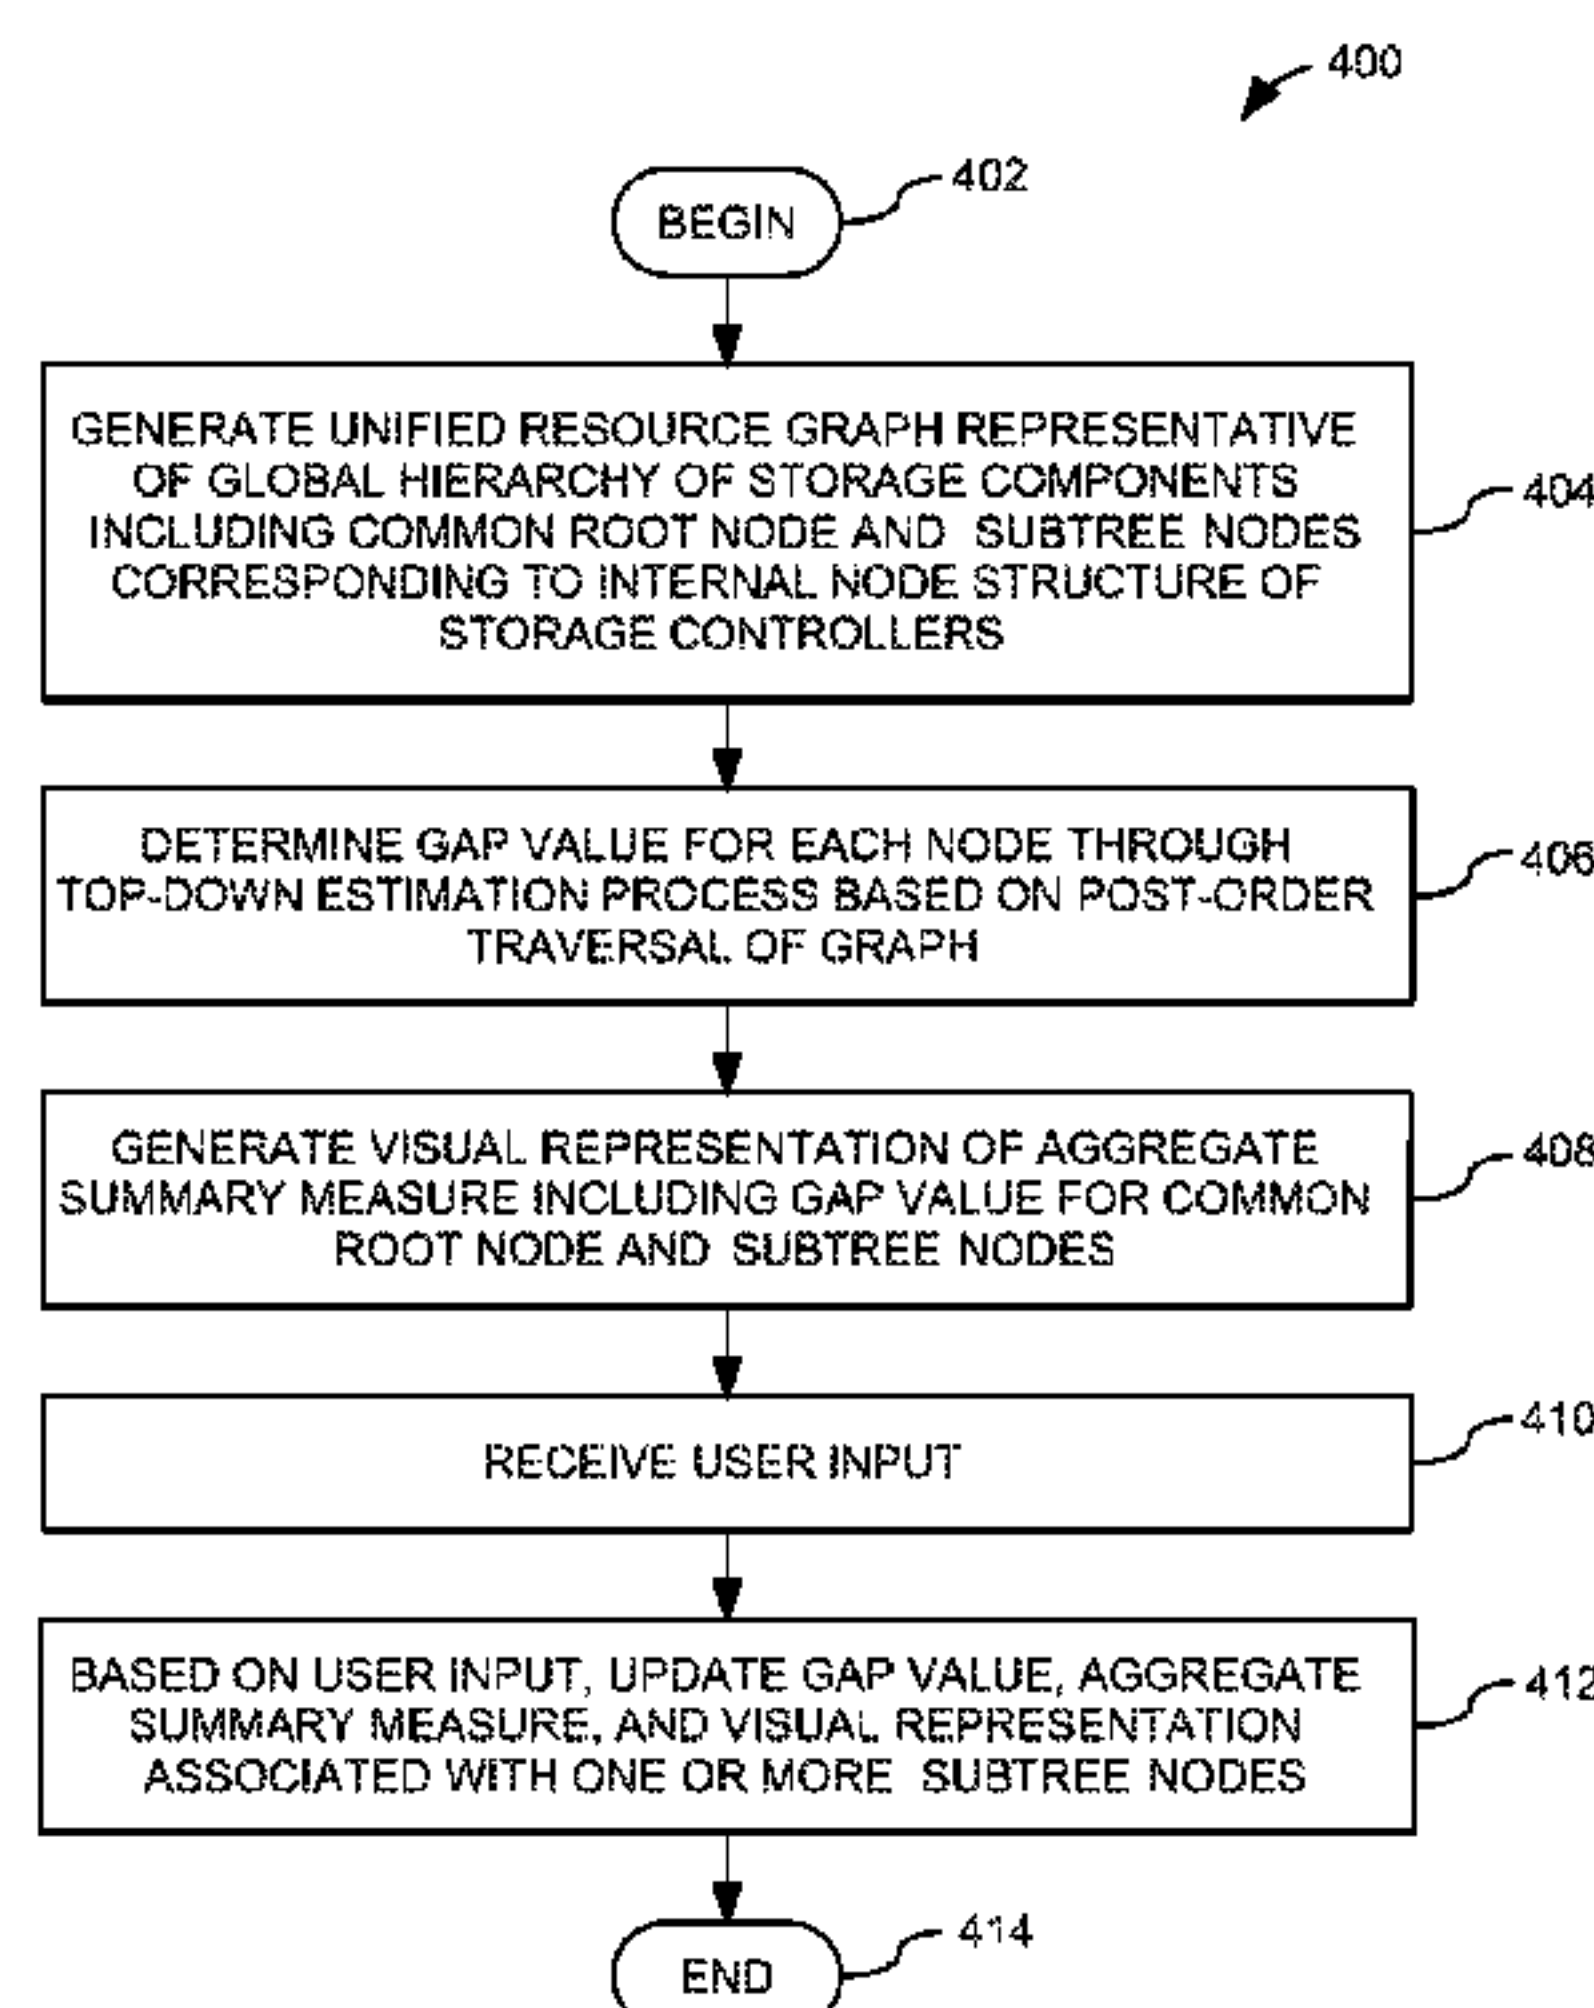 400
BEGIN
402
GENERATE UNIFIED RESOURCE GRAPH REPRESENTATIVE
OF GLOBAL HIERARCHY OF STORAGE COMPONENTS
INCLUDING COMMON ROOT NODE AND SUBTREE NODES
CORRESPONDING TO INTERNAL NODE STRUCTURE OF
STORAGE CONTROLLERS
404
DETERMINE GAP VALUE FOR EACH NODE THROUGH
TOP-DOWN ESTIMATION PROCESS BASED ON POST-ORDER
TRAVERSAL OF GRAPH
406
GENERATE VISUAL REPRESENTATION OF AGGREGATE
SUMMARY MEASURE INCLUDING GAP VALUE FOR COMMON
ROOT NODE AND SUBTREE NODES
408
RECEIVE USER INPUT
410
BASED ON USER INPUT, UPDATE GAP VALUE, AGGREGATE
SUMMARY MEASURE, AND VISUAL REPRESENTATION
ASSOCIATED WITH ONE OR MORE SUBTREE NODES
412
END
414